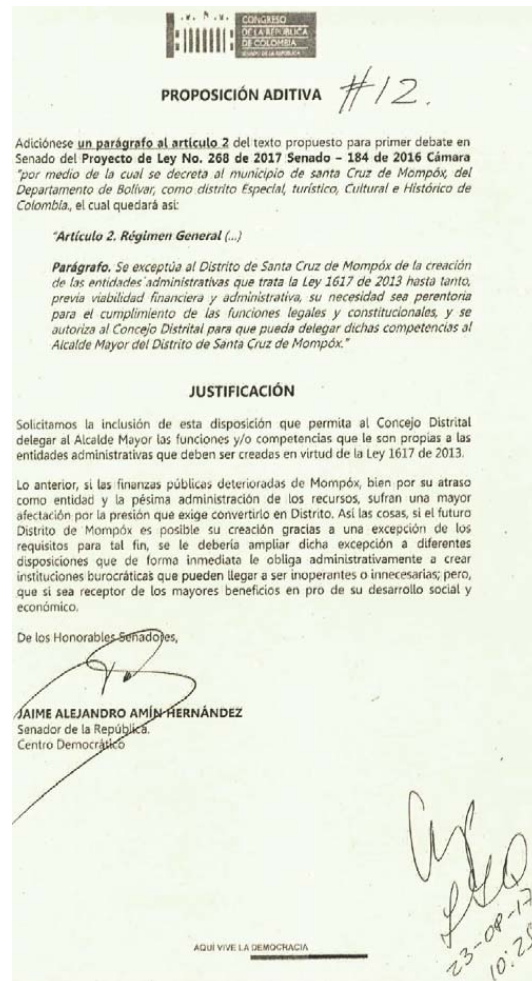 CONGRESO
DE LA REPÚBLICA
DE COLOMBIA
PROPOSICIÓN ADITIVA #12.
Adiciónese un parágrafo al artículo 2 del texto propuesto para primer debate en
Senado del Proyecto de Ley No. 268 de 2017 Senado – 184 de 2016 Cámara
"por medio de la cual se decreta al municipio de santa Cruz de Mompóx, del
Departamento de Bolívar, como distrito Especial, turístico, Cultural e Histórico de
Colombia., el cual quedará así:
"Artículo 2. Régimen General (...)
Parágrafo. Se exceptúa al Distrito de Santa Cruz de Mompóx de la creación
de las entidades administrativas que trata la Ley 1617 de 2013 hasta tanto,
previa viabilidad financiera y administrativa, su necesidad sea perentoria
para el cumplimiento de las funciones legales y constitucionales, y se
autoriza al Concejo Distrital para que pueda delegar dichas competencias al
Alcalde Mayor del Distrito de Santa Cruz de Mompóx."
JUSTIFICACIÓN
Solicitamos la inclusión de esta disposición que permita al Concejo Distrital
delegar al Alcalde Mayor las funciones y/o competencias que le son propias a las
entidades administrativas que deben ser creadas en virtud de la Ley 1617 de 2013.
Lo anterior, si las finanzas públicas deterioradas de Mompóx, bien por su atraso
como entidad y la pésima administración de los recursos, sufran una mayor
afectación por la presión que exige convertirlo en Distrito. Así las cosas, si el futuro
Distrito de Mompóx es posible su creación gracias a una excepción de los
requisitos para tal fin, se le debería ampliar dicha excepción a diferentes
disposiciones que de forma inmediata le obliga administrativamente a crear
instituciones burocráticas que pueden llegar a ser inoperantes o innecesarias; pero,
que si sea receptor de los mayores beneficios en pro de su desarrollo social y
económico.
De los Honorables Senadores,
JAIME ALEJANDRO AMÍN HERNÁNDEZ
Senador de la República.
Centro Democrático
23-08-17
10:25
AQUÍ VIVE LA DEMOCRACIA